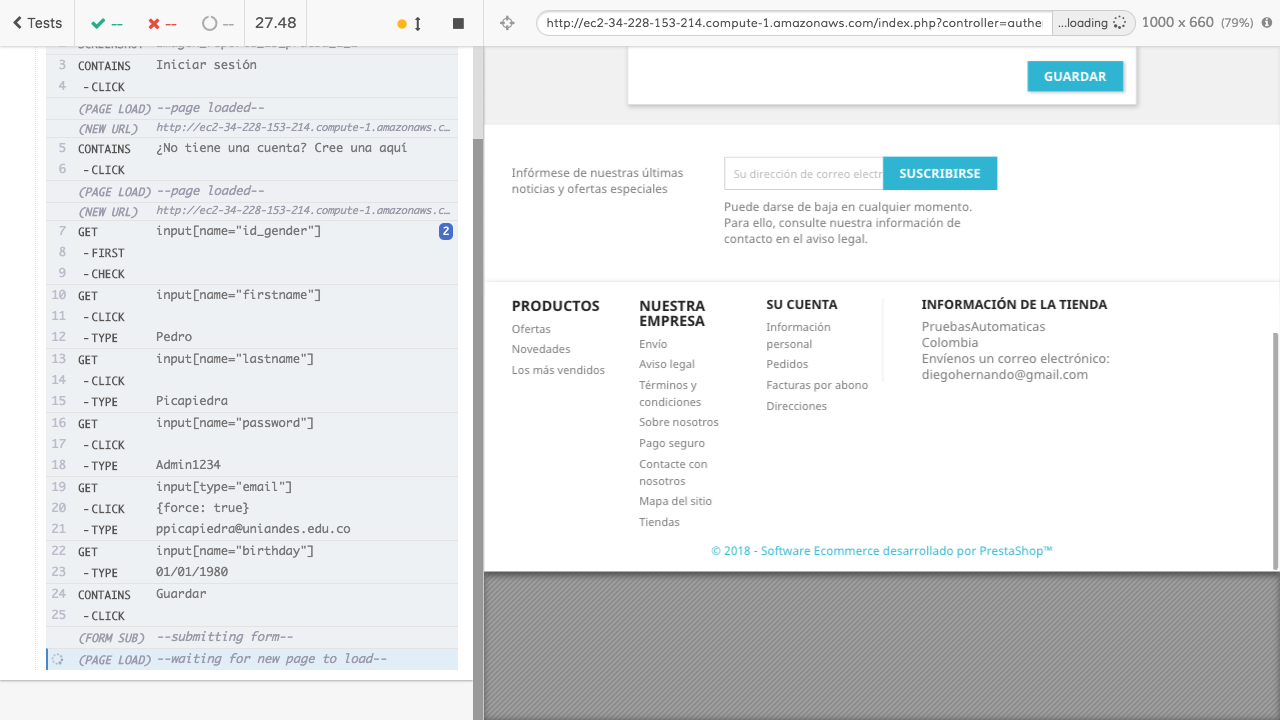 Tests
--
--
--
27.48
http://ec2-34-228-153-214.compute-1.amazonaws.com/index.php?controller=authe
...loading
1000 x 660 (79%)
3 CONTAINS Iniciar sesión
4 -CLICK
(PAGE LOAD) --page loaded--
(NEW URL) http://ec2-34-228-153-214.compute-1.amazonaws.c…
5 CONTAINS ¿No tiene una cuenta? Cree una aquí
6 -CLICK
(PAGE LOAD) --page loaded--
(NEW URL) http://ec2-34-228-153-214.compute-1.amazonaws.c…
7 GET input[name="id_gender"] 2
8 -FIRST
9 -CHECK
10 GET input[name="firstname"]
11 -CLICK
12 -TYPE Pedro
13 GET input[name="lastname"]
14 -CLICK
15 -TYPE Picapiedra
16 GET input[name="password"]
17 -CLICK
18 -TYPE Admin1234
19 GET input[type="email"]
20 -CLICK {force: true}
21 -TYPE ppicapiedra@uniandes.edu.co
22 GET input[name="birthday"]
23 -TYPE 01/01/1980
24 CONTAINS Guardar
25 -CLICK
(FORM SUB) --submitting form--
(PAGE LOAD) --waiting for new page to load--
GUARDAR
Infórmese de nuestras últimas
noticias y ofertas especiales
Su dirección de correo electr
SUSCRIBIRSE
Puede darse de baja en cualquier momento.
Para ello, consulte nuestra información de
contacto en el aviso legal.
PRODUCTOS
Ofertas
Novedades
Los más vendidos
NUESTRA
EMPRESA
Envío
Aviso legal
Términos y
condiciones
Sobre nosotros
Pago seguro
Contacte con
nosotros
Mapa del sitio
Tiendas
SU CUENTA
Información
personal
Pedidos
Facturas por abono
Direcciones
INFORMACIÓN DE LA TIENDA
PruebasAutomaticas
Colombia
Envíenos un correo electrónico:
diegohernando@gmail.com
© 2018 - Software Ecommerce desarrollado por PrestaShop™